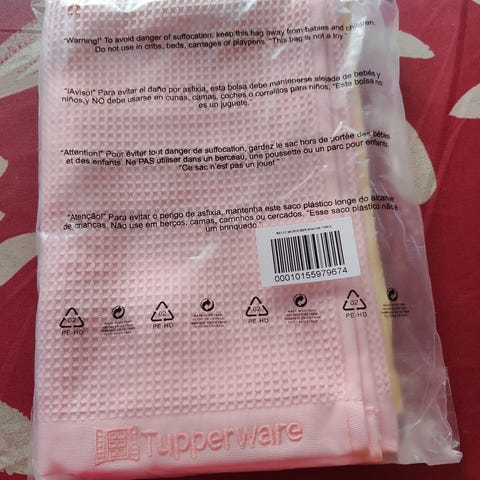 "Warning!" To avoid danger of suffocation, keep this bag away from babies and children.
Do not use in cribs, beds, carriages or playpens. "This bag is not a toy."
"¡Aviso!" Para evitar el daño por asfixia, esta bolsa debe mantenerse alejada de bebés y
niños,y NO debe usarse en cunas, camas, coches o corralitos para niños, "Esta bolsa no
es un juguete."
"Attention!" Pour éviter tout danger de suffocation, gardez le sac hors de portée des bébés
et des enfants. Ne PAS utiliser dans un berceau, une poussette ou un parc pour enfants.
"Ce sac n'est pas un jouet"
"Atenção!" Para evitar o perigo de asfixia, mantenha este saco plástico longe do alcance
de crianças. Não use em berços, camas, carrinhos ou cercados. "Esse saco plástico não é
um brinquedo."
00010155979674
02 02 02 02
PE-HD PE-HD PE-HD
Tupperware